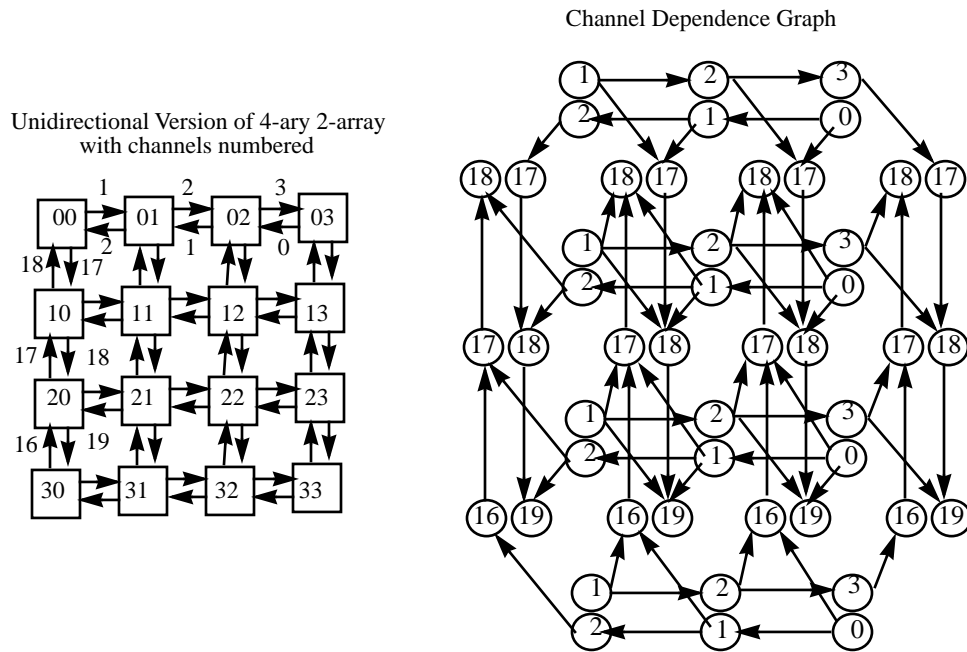 Channel Dependence Graph
Unidirectional Version of 4-ary 2-array
with channels numbered
1 2 3
00 01 02 03
2 1 0
18 17
10 11 12 13
17 18
20 21 22 23
16 19
30 31 32 33
1 2 3
2 1 0
18 17 18 17 18 17 18 17
1 2 3
2 1 0
17 18 17 18 17 18 17 18
1 2 3
2 1 0
16 19 16 19 16 19 16 19
1 2 3
2 1 0